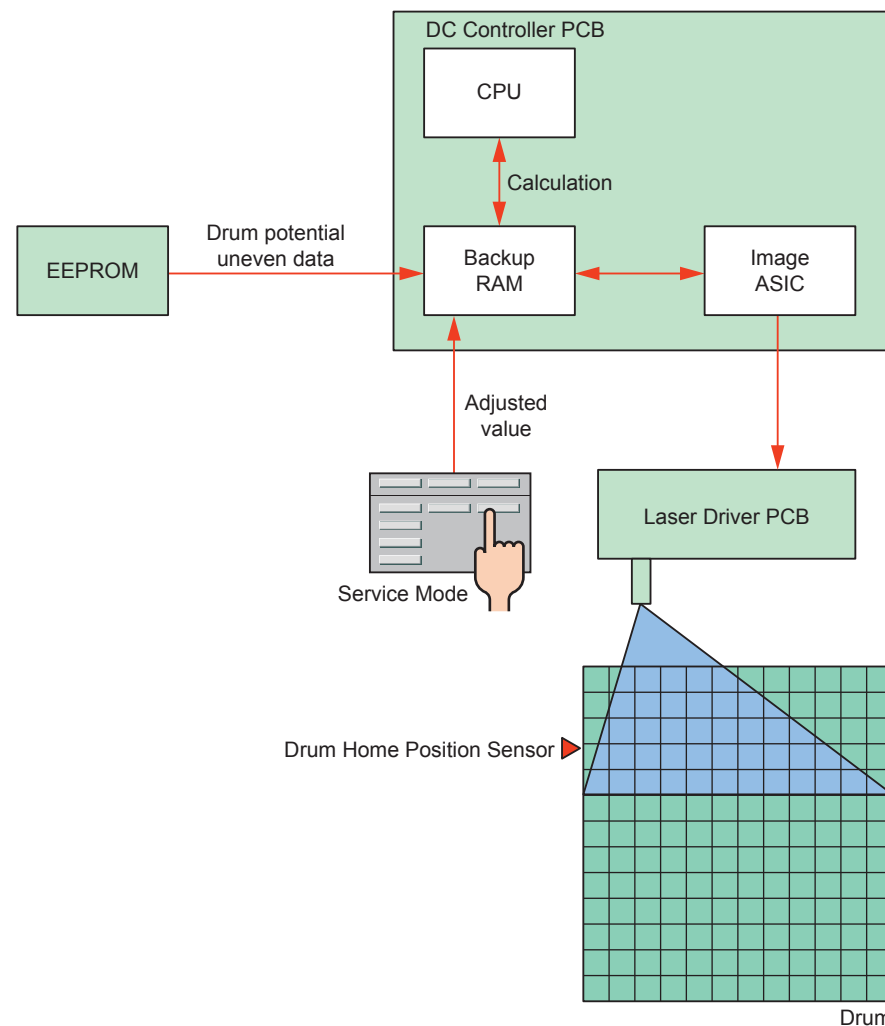 DC Controller PCB
CPU
Calculation
Drum potential
uneven data
EEPROM
Backup
RAM
Image
ASIC
Adjusted
value
Laser Driver PCB
Service Mode
Drum Home Position Sensor
Drum